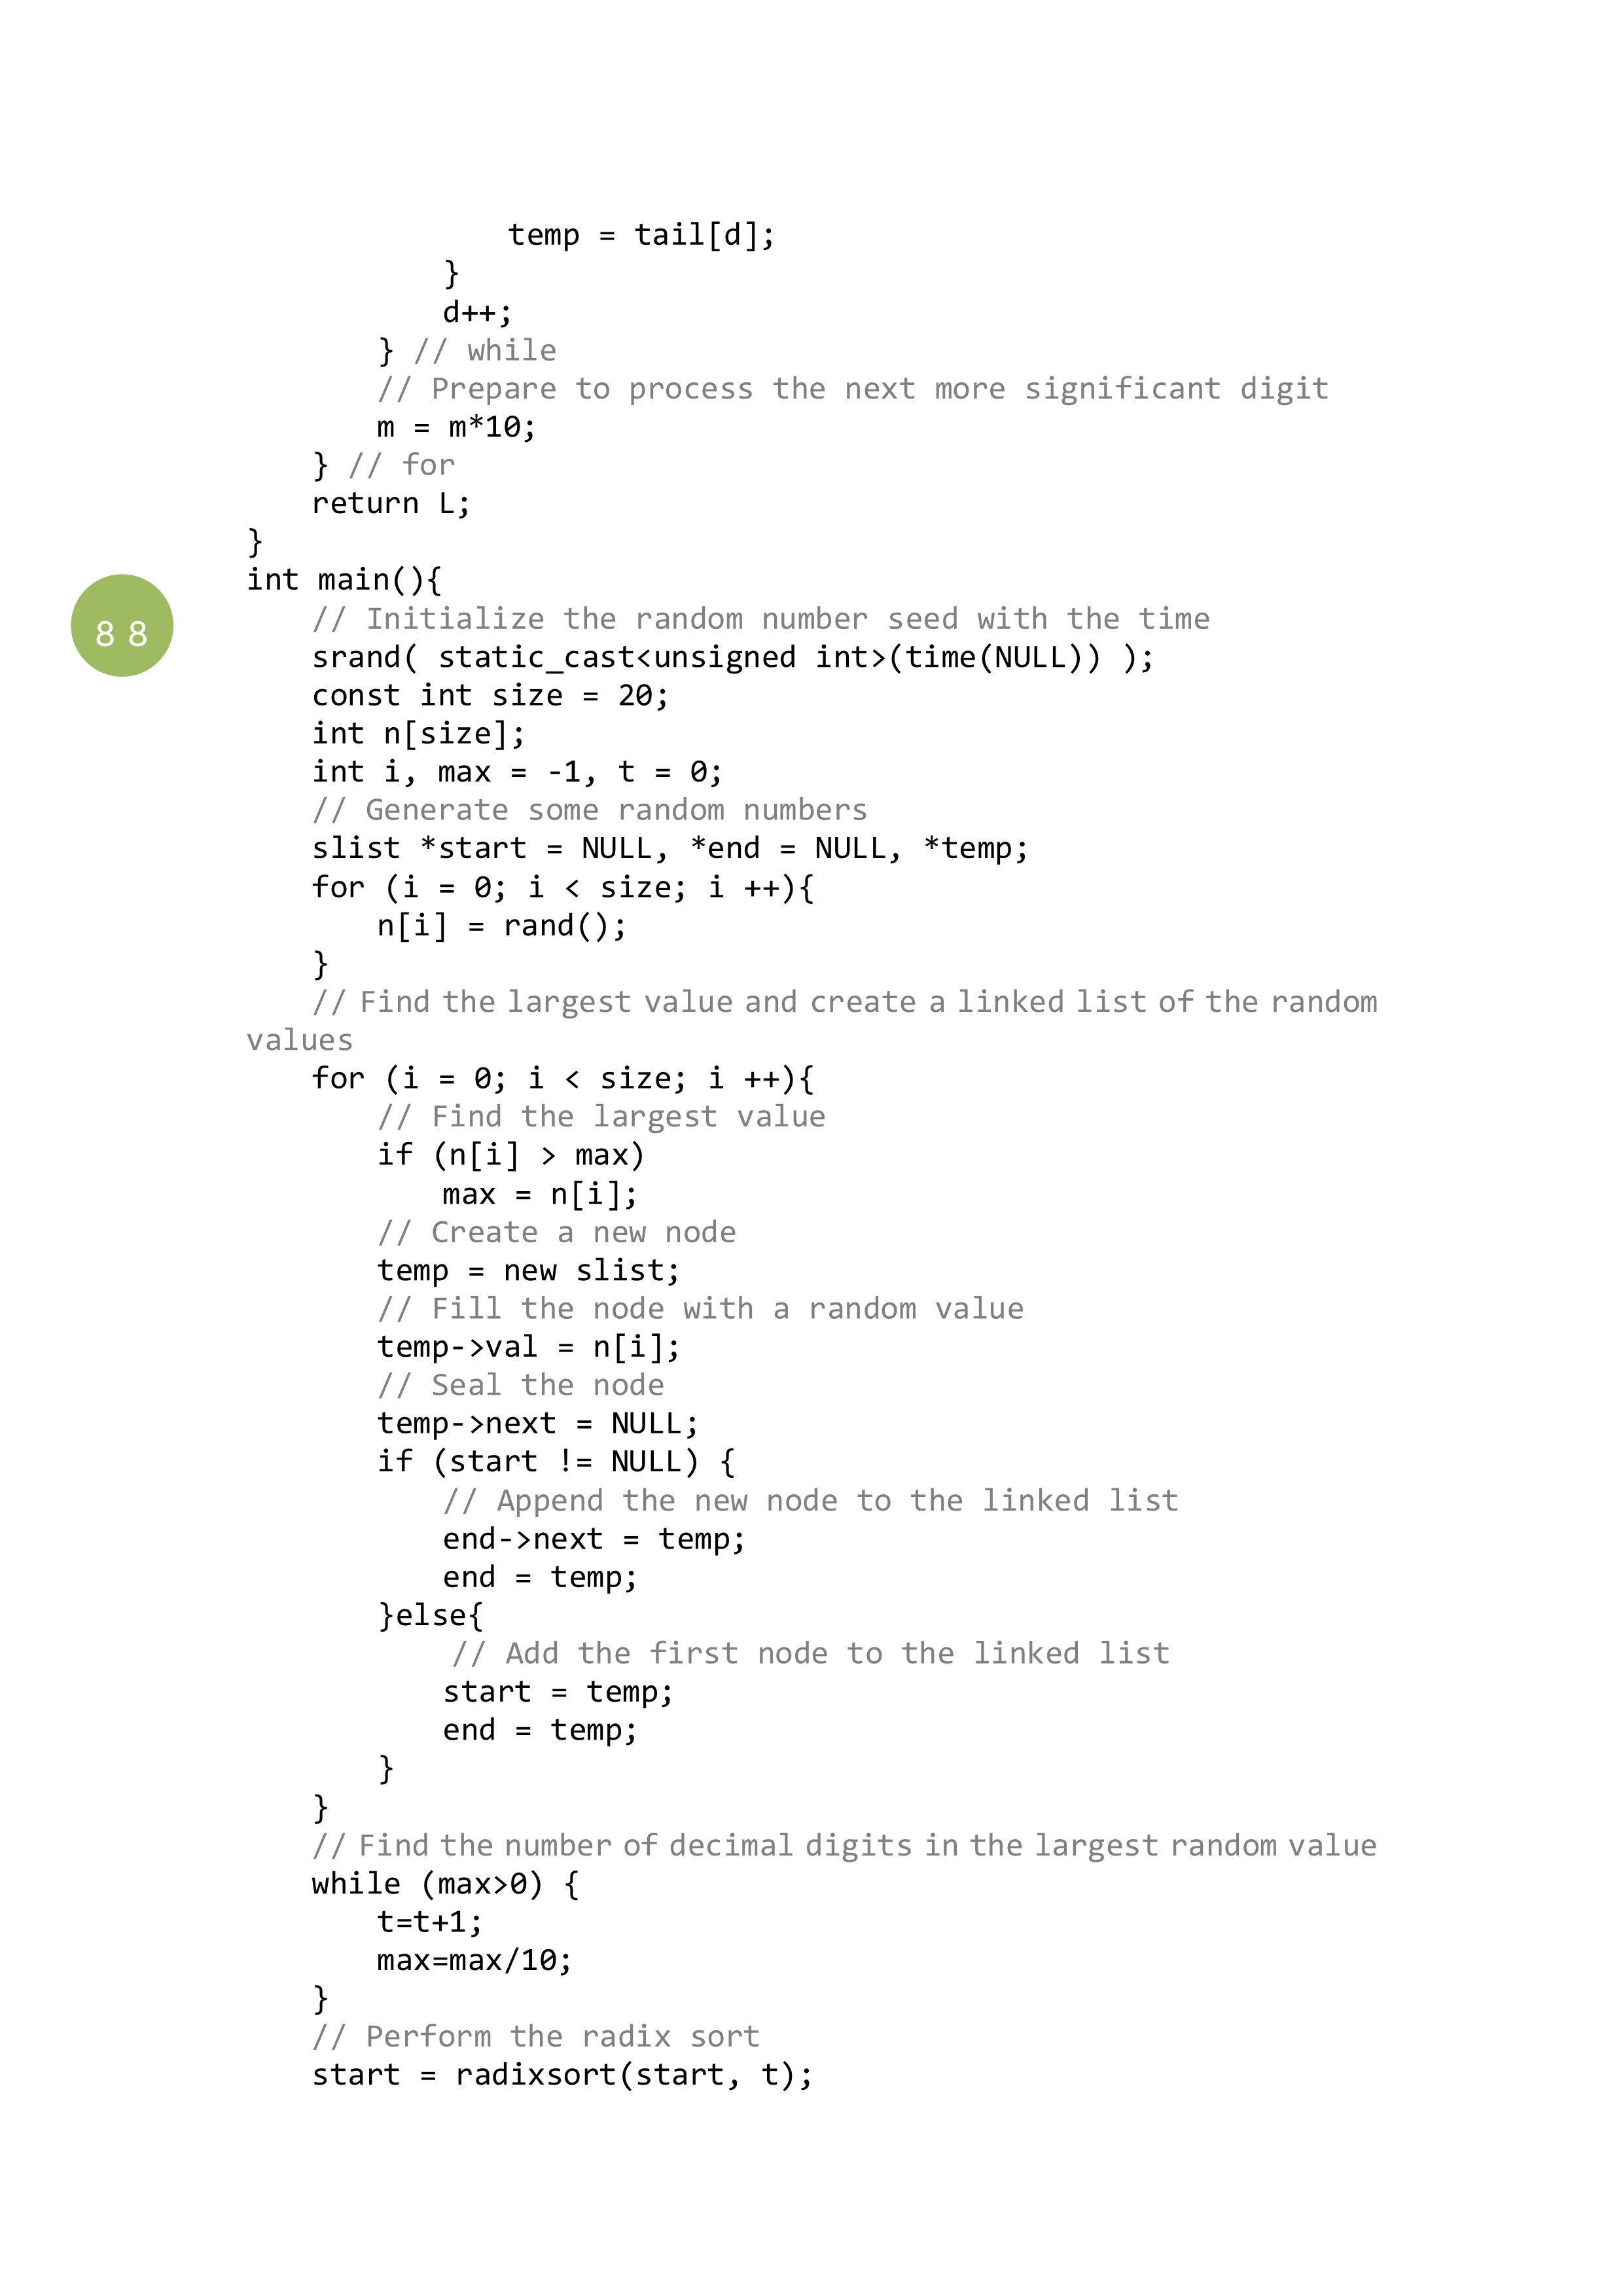 temp = tail[d];
            }
            d++;
        } // while
        // Prepare to process the next more significant digit
        m = m*10;
    } // for
    return L;
}
int main(){
8 8
    // Initialize the random number seed with the time
    srand( static_cast<unsigned int>(time(NULL)) );
    const int size = 20;
    int n[size];
    int i, max = -1, t = 0;
    // Generate some random numbers
    slist *start = NULL, *end = NULL, *temp;
    for (i = 0; i < size; i ++){
        n[i] = rand();
    }
    // Find the largest value and create a linked list of the random
values
    for (i = 0; i < size; i ++){
        // Find the largest value
        if (n[i] > max)
            max = n[i];
        // Create a new node
        temp = new slist;
        // Fill the node with a random value
        temp->val = n[i];
        // Seal the node
        temp->next = NULL;
        if (start != NULL) {
            // Append the new node to the linked list
            end->next = temp;
            end = temp;
        }else{
            // Add the first node to the linked list
            start = temp;
            end = temp;
        }
    }
    // Find the number of decimal digits in the largest random value
    while (max>0) {
        t=t+1;
        max=max/10;
    }
    // Perform the radix sort
    start = radixsort(start, t);